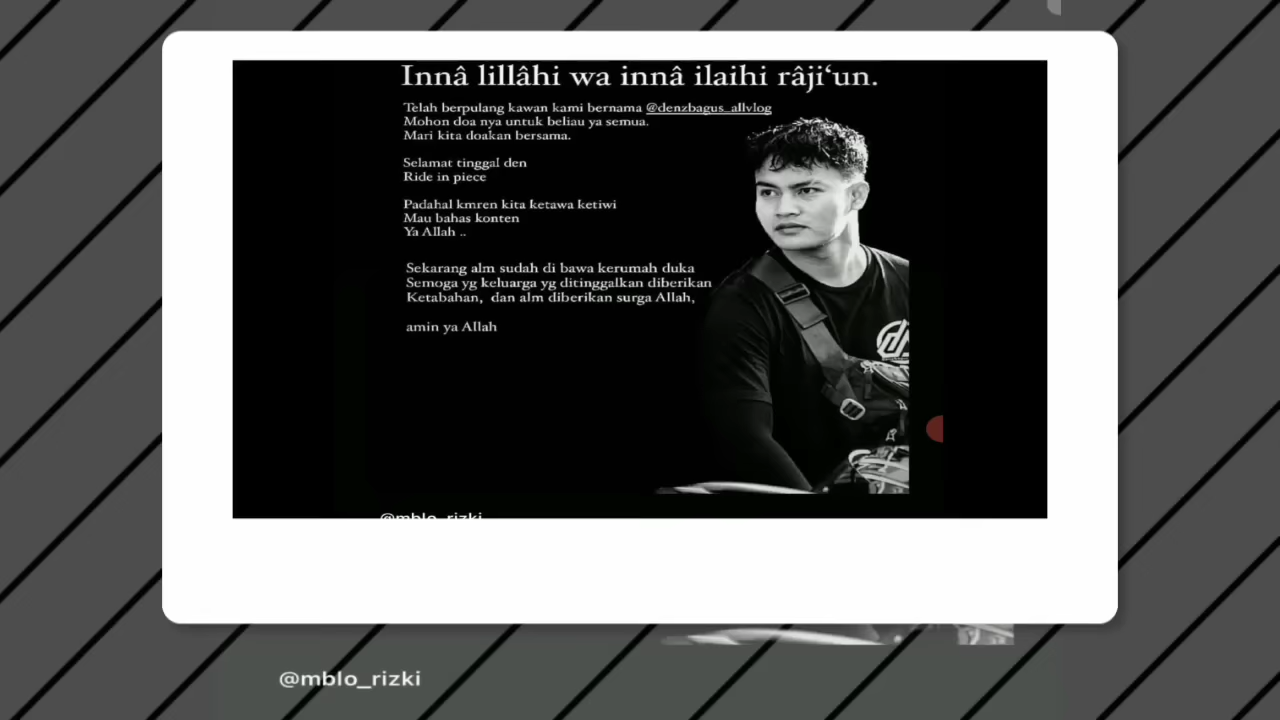 Innâ lillâhi wa innâ ilaihi râji‘un.
Telah berpulang kawan kami bernama @denzbagus_allvlog
Mohon doa nya untuk beliau ya semua.
Mari kita doakan bersama.
Selamat tinggal den
Ride in piece
Padahal kmren kita ketawa ketiwi
Mau bahas konten
Ya Allah ..
Sekarang alm sudah di bawa kerumah duka
Semoga yg keluarga yg ditinggalkan diberikan
Ketabahan, dan alm diberikan surga Allah,
amin ya Allah
@mblo_rizki
@mblo_rizki